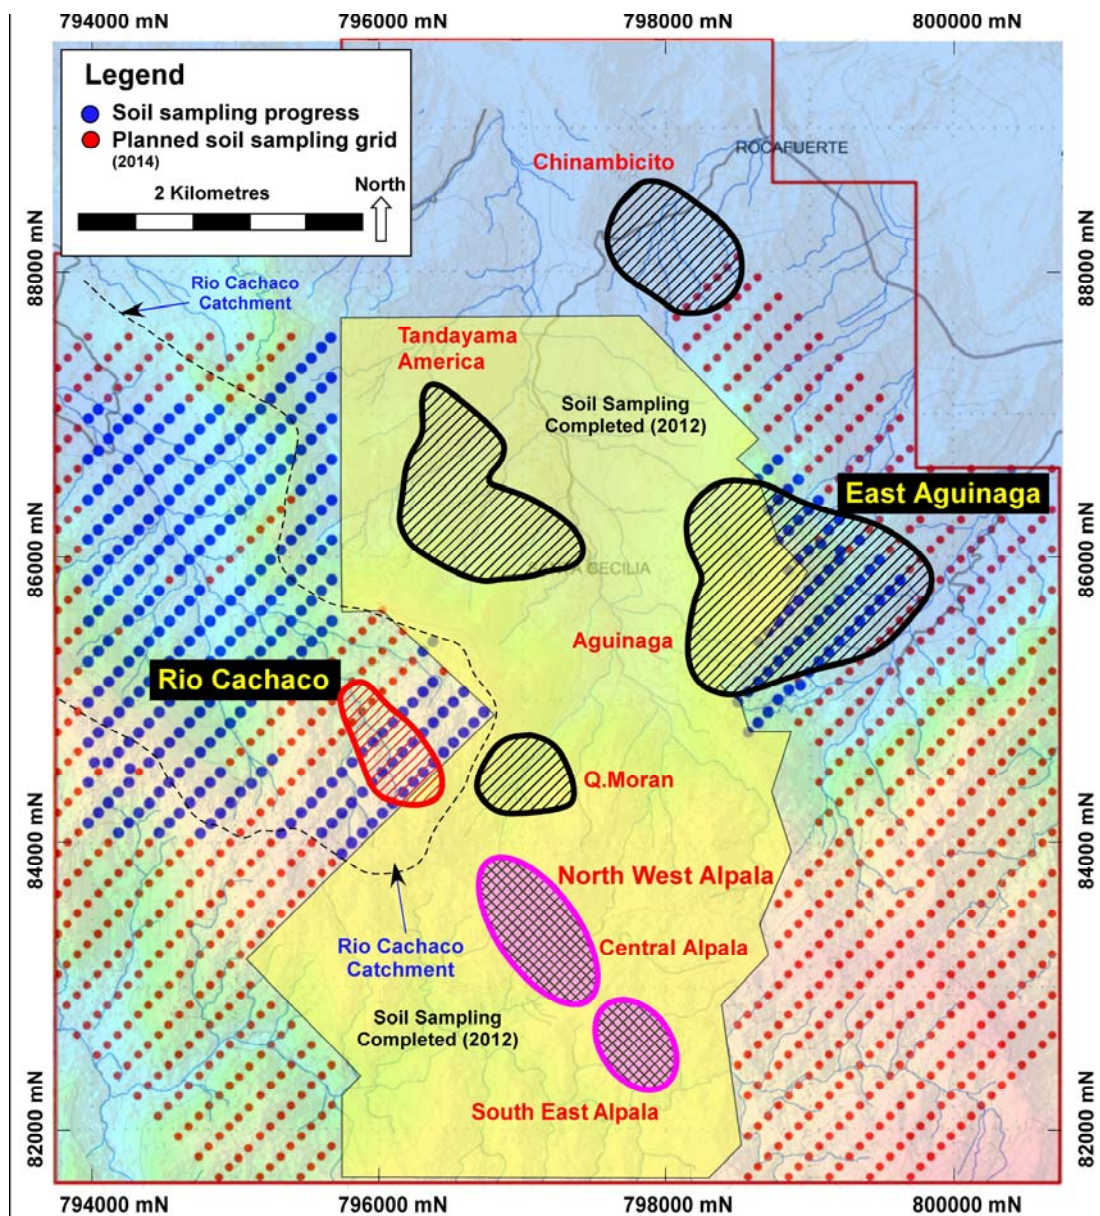 794000 mN
796000 mN
798000 mN
800000 mN
Legend
Soil sampling progress
Planned soil sampling grid
(2014)
2 Kilometres
North
Chinambicito
ROCAFUERTE
88000 mN
88000 mN
Rio Cachaco
Catchment
Tandayama
America
Soil Sampling
Completed (2012)
East Aguinaga
86000 mN
86000 mN
CECILIA
Aguinaga
Rio Cachaco
Q.Moran
84000 mN
84000 mN
North West Alpala
Central Alpala
Rio Cachaco
Catchment
Soil Sampling
Completed (2012)
South East Alpala
82000 mN
82000 mN
794000 mN
796000 mN
798000 mN
800000 mN